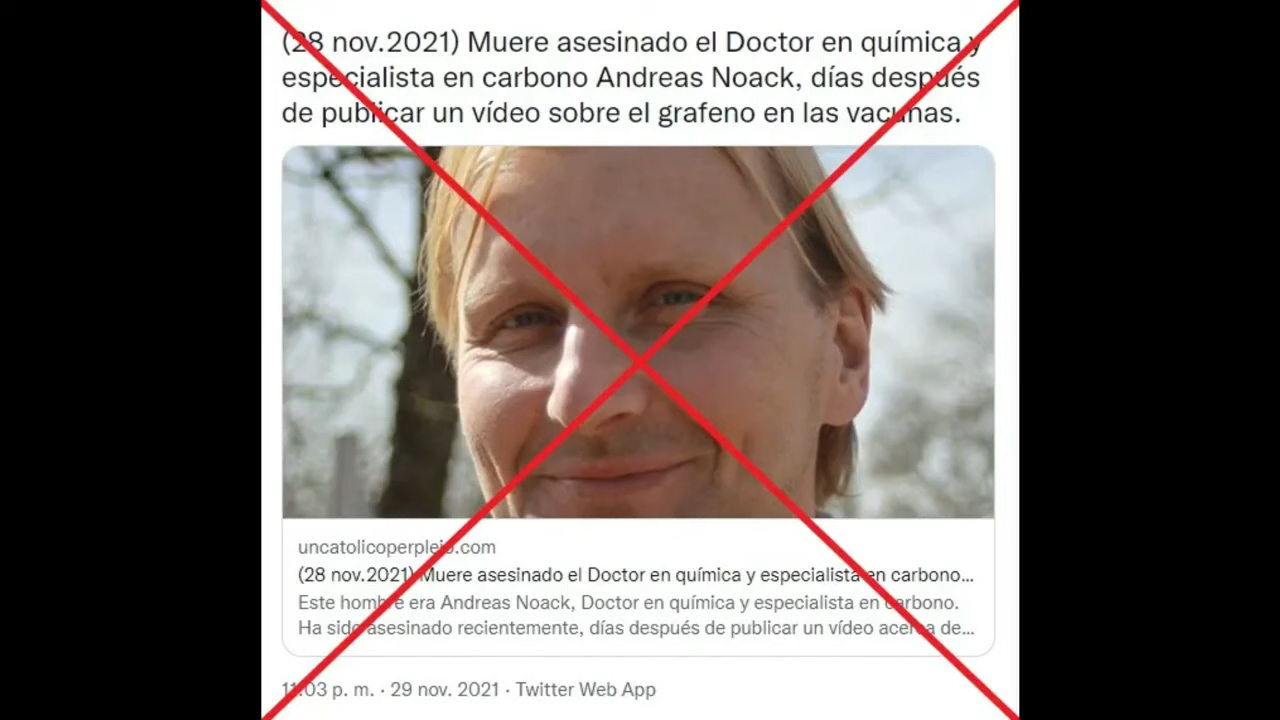 (28 nov.2021) Muere asesinado el Doctor en química y
especialista en carbono Andreas Noack, días después
de publicar un vídeo sobre el grafeno en las vacunas.
uncatolicoperplejo.com
(28 nov.2021) Muere asesinado el Doctor en química y especialista en carbono...
Este hombre era Andreas Noack, Doctor en química y especialista en carbono.
Ha sido asesinado recientemente, días después de publicar un vídeo acerca de...
11:03 p. m. · 29 nov. 2021 · Twitter Web App